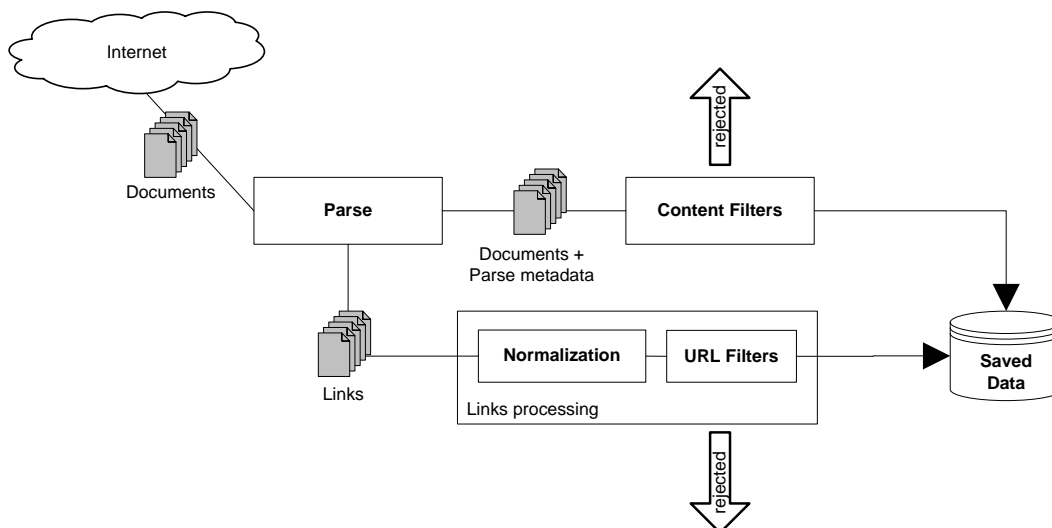 Internet
rejected
Documents
Parse
Content Filters
Documents +
Parse metadata
Normalization
URL Filters
Saved
Data
Links
Links processing
rejected